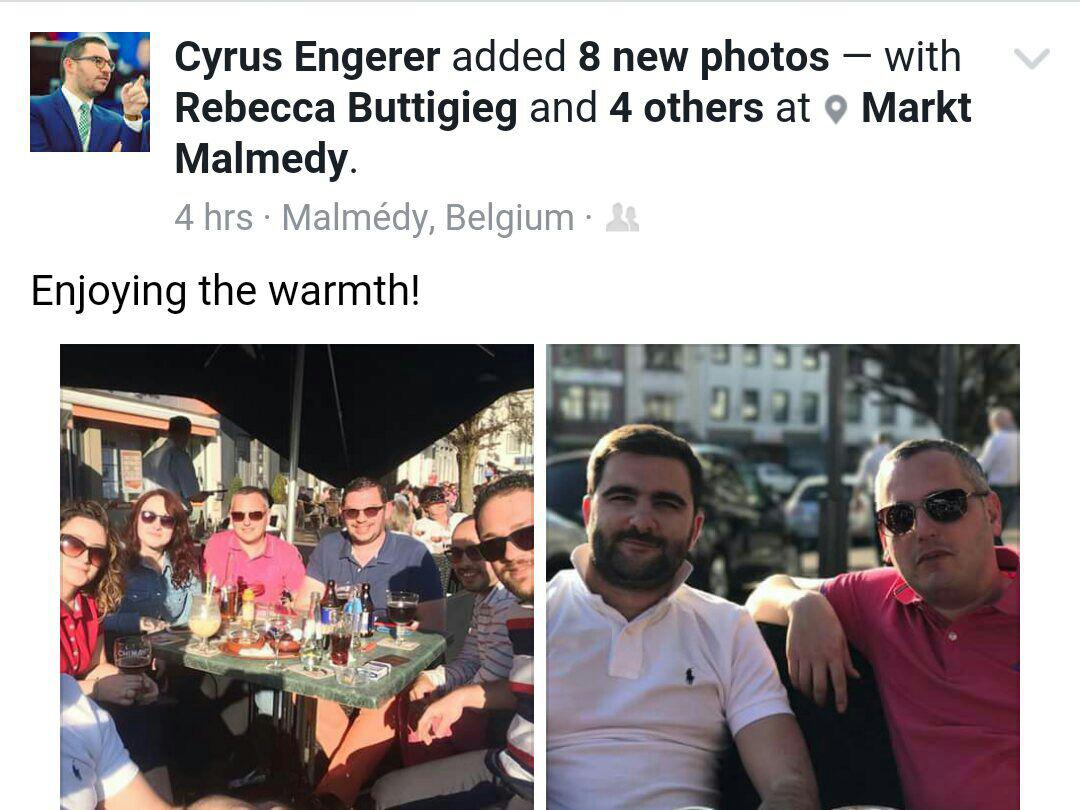 Cyrus Engerer added 8 new photos — with
Rebecca Buttigieg and 4 others at Markt
Malmedy.
4 hrs · Malmédy, Belgium ·
Enjoying the warmth!
CHIMAY